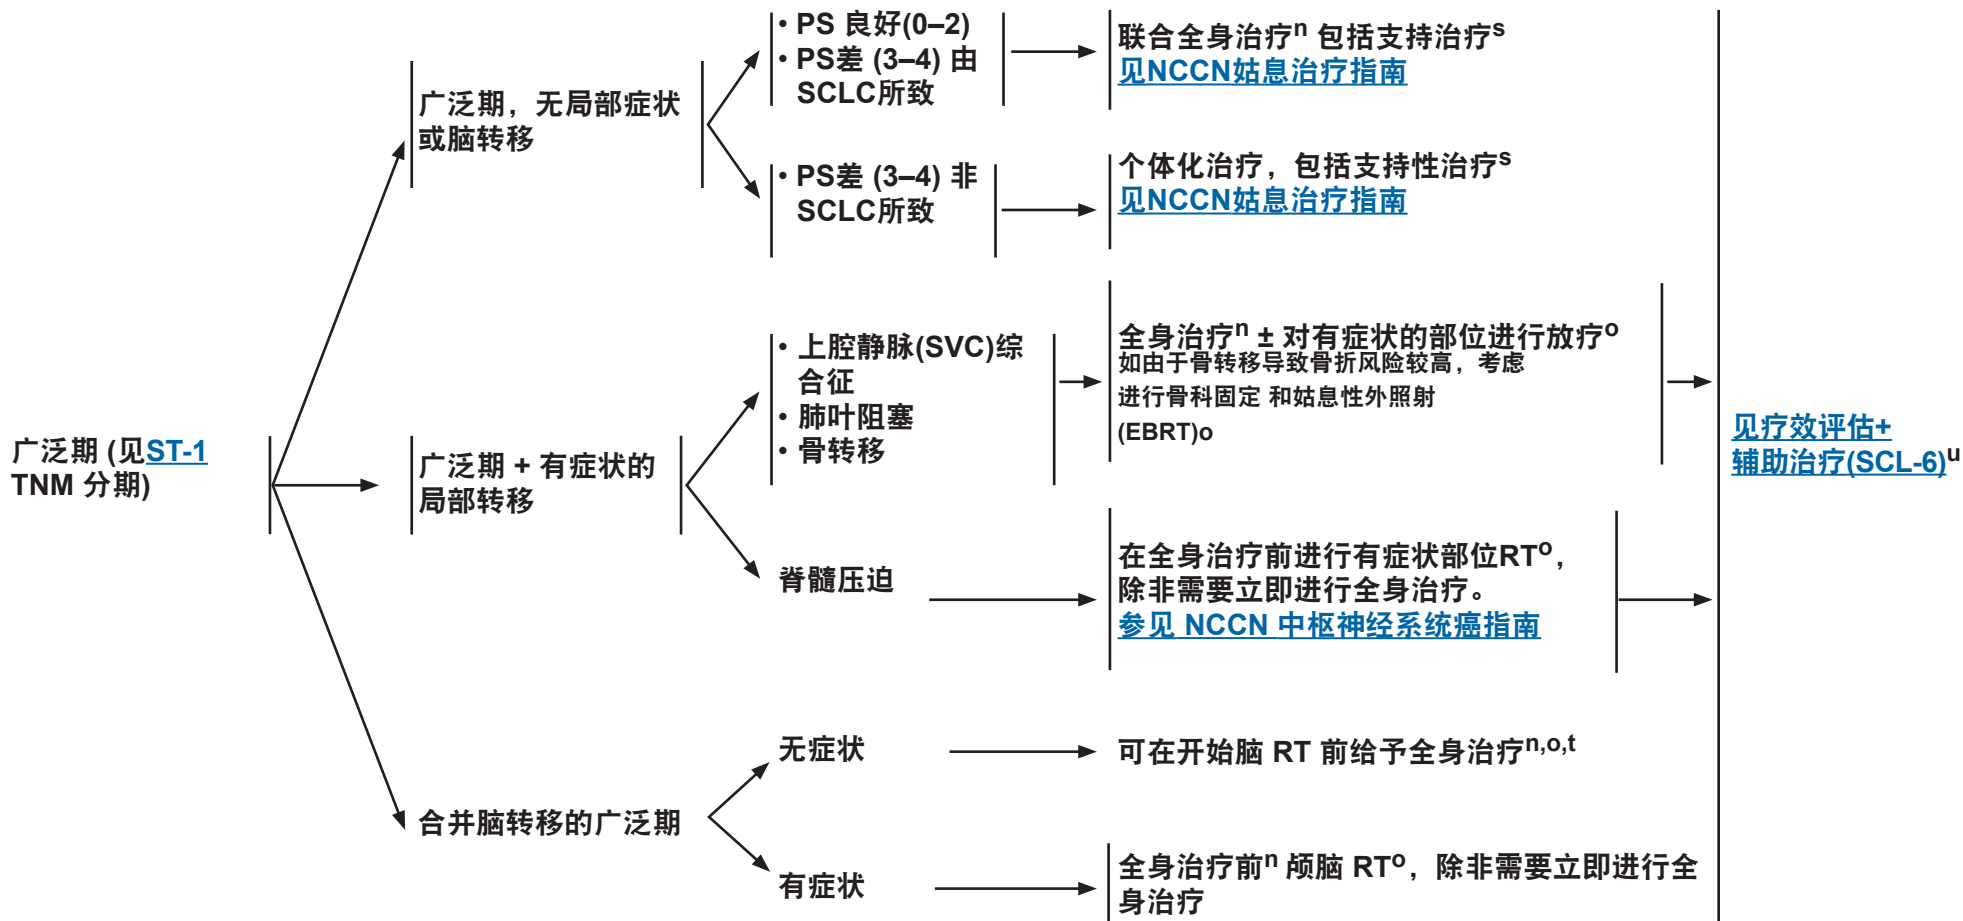 广泛期 (见ST-1
TNM 分期)
广泛期，无局部症状
或脑转移
• PS 良好(0–2)
• PS差 (3–4) 由
SCLC所致
联合全身治疗n 包括支持治疗s
见NCCN姑息治疗指南
• PS差 (3–4) 非
SCLC所致
个体化治疗，包括支持性治疗s
见NCCN姑息治疗指南
广泛期 + 有症状的
局部转移
• 上腔静脉(SVC)综
合征
• 肺叶阻塞
• 骨转移
全身治疗n ± 对有症状的部位进行放疗o
如由于骨转移导致骨折风险较高，考虑
进行骨科固定 和姑息性外照射
(EBRT)o
脊髓压迫
在全身治疗前进行有症状部位RTo，
除非需要立即进行全身治疗。
参见 NCCN 中枢神经系统癌指南
合并脑转移的广泛期
无症状
可在开始脑 RT 前给予全身治疗n,o,t
有症状
全身治疗前n 颅脑 RTo，除非需要立即进行全
身治疗
见疗效评估+
辅助治疗(SCL-6)u